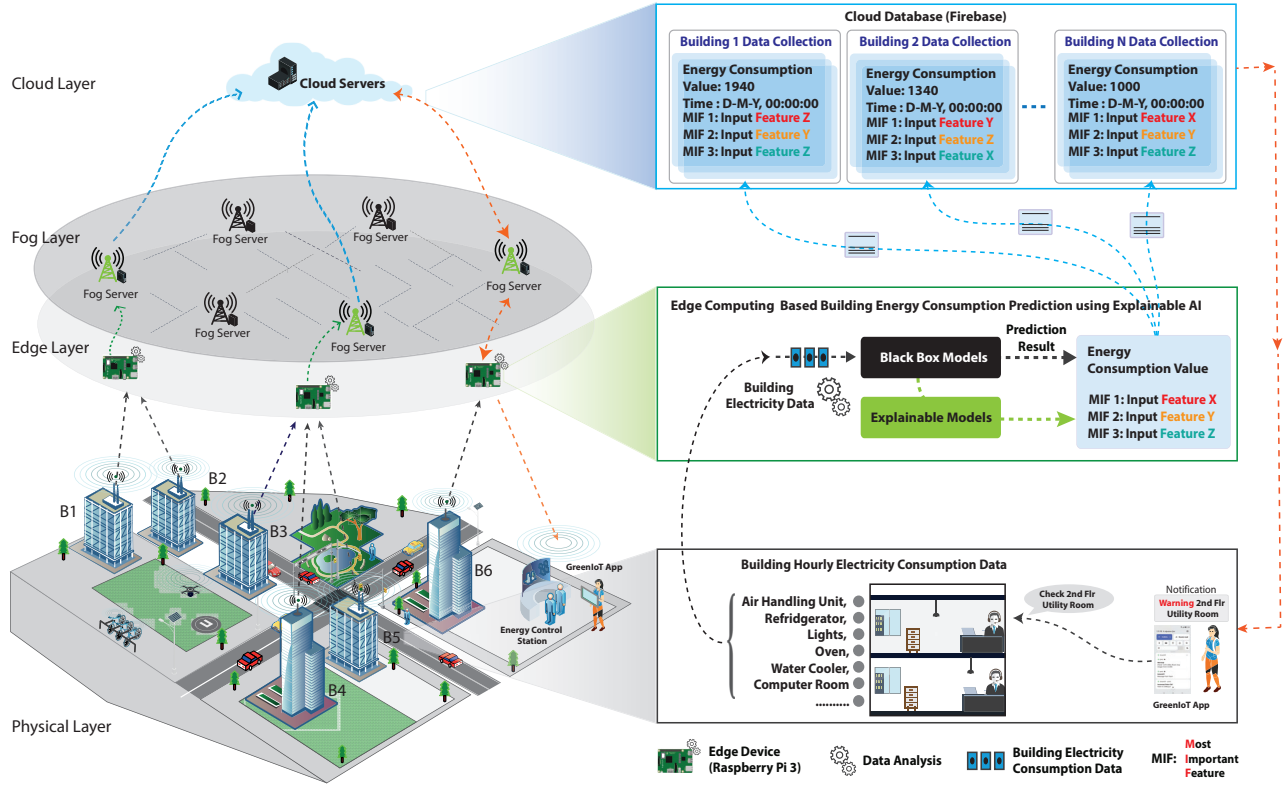 Cloud Layer
Cloud Servers
Fog Layer
Fog Server
Fog Server
Fog Server
Fog Server
Fog Server
Fog Server
Edge Layer
B1
B2
B3
B4
B5
B6
GreenIoT App
Energy Control
Station
Physical Layer
Cloud Database (Firebase)
Building 1 Data Collection
Energy Consumption
Value: 1940
Time : D-M-Y, 00:00:00
MIF 1: Input Feature Z
MIF 2: Input Feature Y
MIF 3: Input Feature Z
Building 2 Data Collection
Energy Consumption
Value: 1340
Time : D-M-Y, 00:00:00
MIF 1: Input Feature Y
MIF 2: Input Feature Z
MIF 3: Input Feature X
Building N Data Collection
Energy Consumption
Value: 1000
Time : D-M-Y, 00:00:00
MIF 1: Input Feature X
MIF 2: Input Feature Y
MIF 3: Input Feature Z
Edge Computing Based Building Energy Consumption Prediction using Explainable AI
Building
Electricity Data
Black Box Models
Explainable Models
Prediction
Result
Energy
Consumption Value
MIF 1: Input Feature X
MIF 2: Input Feature Y
MIF 3: Input Feature Z
Building Hourly Electricity Consumption Data
Air Handling Unit,
Refridgerator,
Lights,
Oven,
Water Cooler,
Computer Room
..........
Check 2nd Flr
Utility Room
Notification
Warning 2nd Flr
Utility Room
GreenIoT App
Edge Device
(Raspberry Pi 3)
Data Analysis
Building Electricity
Consumption Data
MIF:
Most
Important
Feature